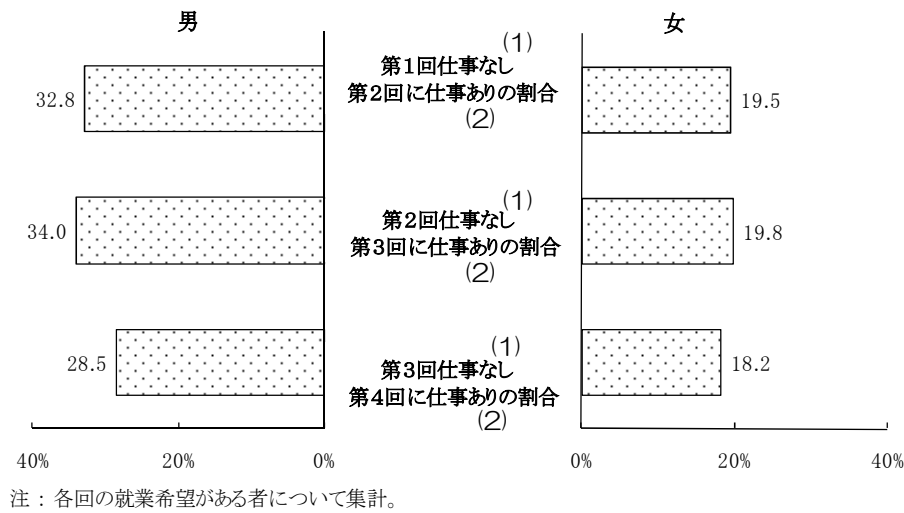 男
女
(1)
第1回仕事なし
第2回に仕事ありの割合
(2)
32.8
19.5
(1)
第2回仕事なし
第3回に仕事ありの割合
(2)
34.0
19.8
(1)
第3回仕事なし
第4回に仕事ありの割合
(2)
28.5
18.2
40% 20% 0% 0% 20% 40%
注：各回の就業希望がある者について集計。